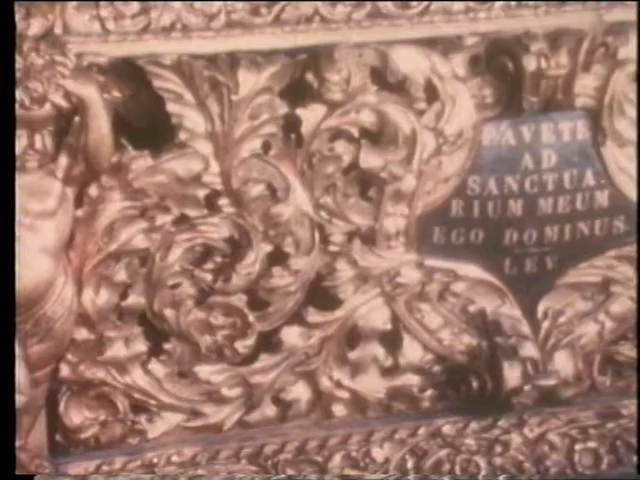 PAVETE
AD
SANCTUA.
RIUM MEUM
EGO DOMINUS
LEV